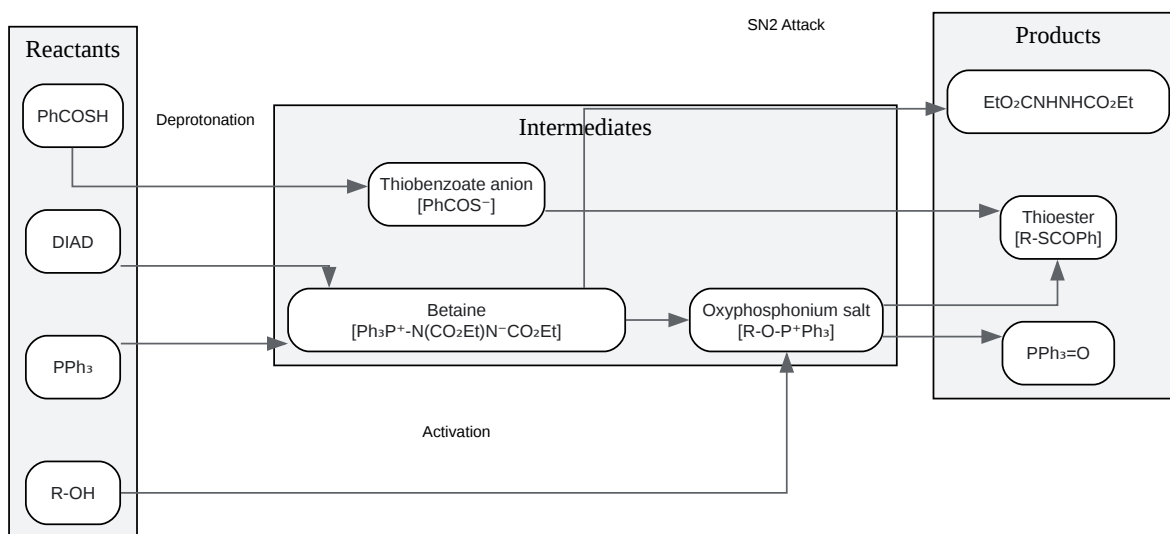 SN2 Attack
Reactants
PhCOSH
DIAD
PPh₃
R-OH
Deprotonation
Intermediates
Thiobenzoate anion
[PhCOS⁻]
Betaine
[Ph₃P⁺-N(CO₂Et)N⁻CO₂Et]
Oxyphosphonium salt
[R-O-P⁺Ph₃]
Activation
Products
EtO₂CNHNHCO₂Et
Thioester
[R-SCOPh]
PPh₃=O